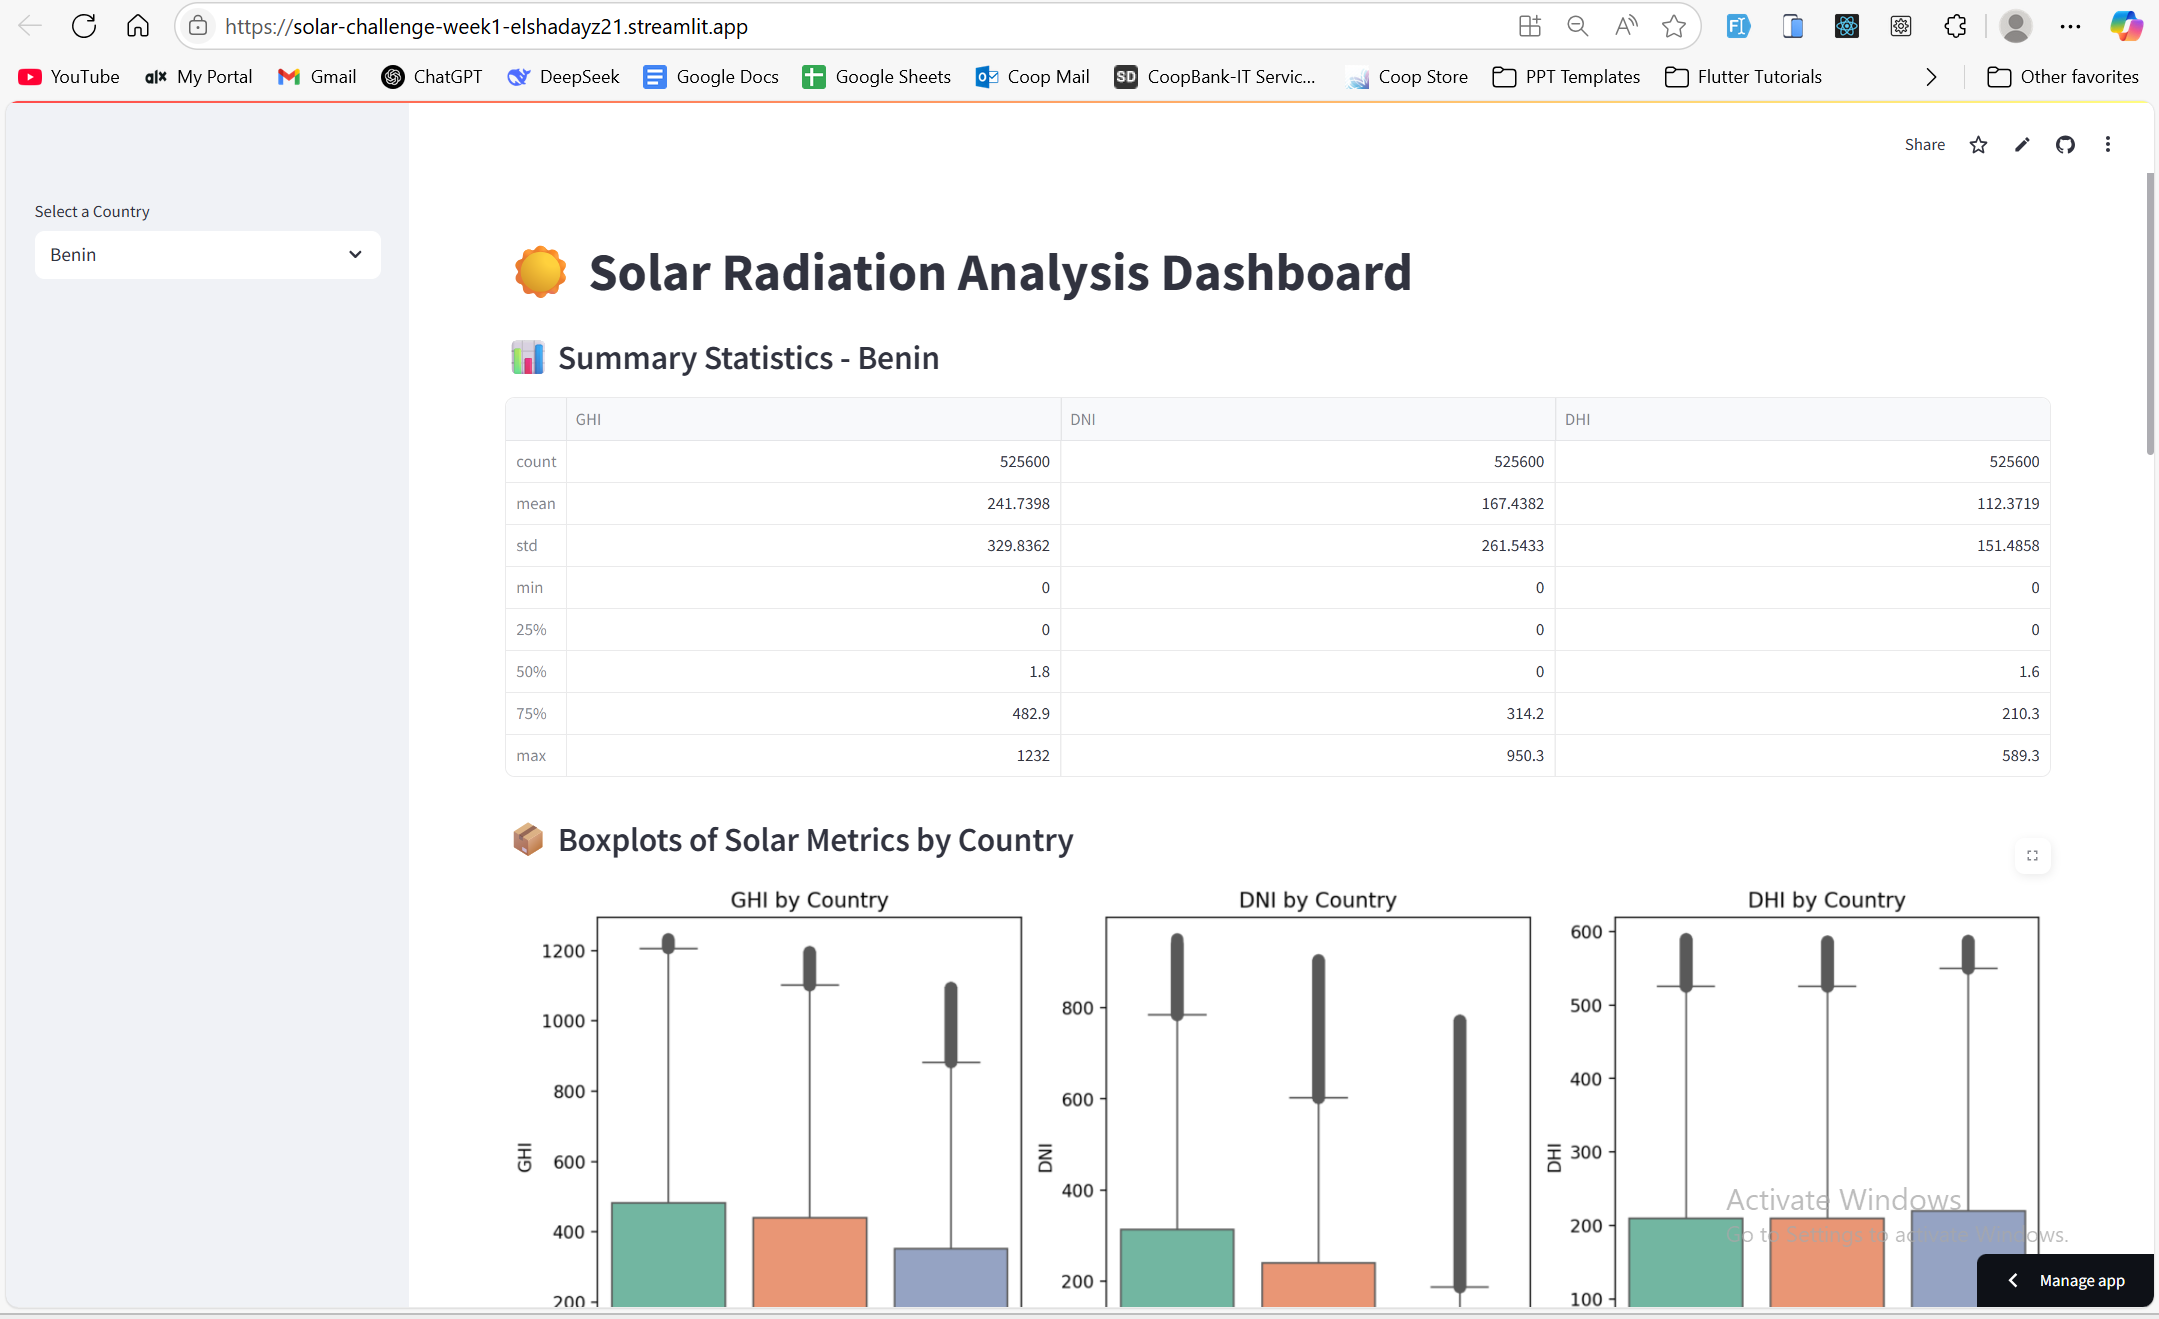 https://solar-challenge-week1-elshadayz21.streamlit.app
YouTube My Portal Gmail ChatGPT DeepSeek Google Docs Google Sheets Coop Mail CoopBank-IT Servic... Coop Store PPT Templates Flutter Tutorials Other favorites
Share
Select a Country
Benin
Solar Radiation Analysis Dashboard
Summary Statistics - Benin
GHI DNI DHI
count 525600 525600 525600
mean 241.7398 167.4382 112.3719
std 329.8362 261.5433 151.4858
min 0 0 0
25% 0 0 0
50% 1.8 0 1.6
75% 482.9 314.2 210.3
max 1232 950.3 589.3
Boxplots of Solar Metrics by Country
GHI by Country
1200
1000
800
600
400
200
GHI
DNI by Country
800
600
400
200
DNI
DHI by Country
600
500
400
300
200
100
DHI
Activate Windows
Go to Settings to activate Windows.
Manage app